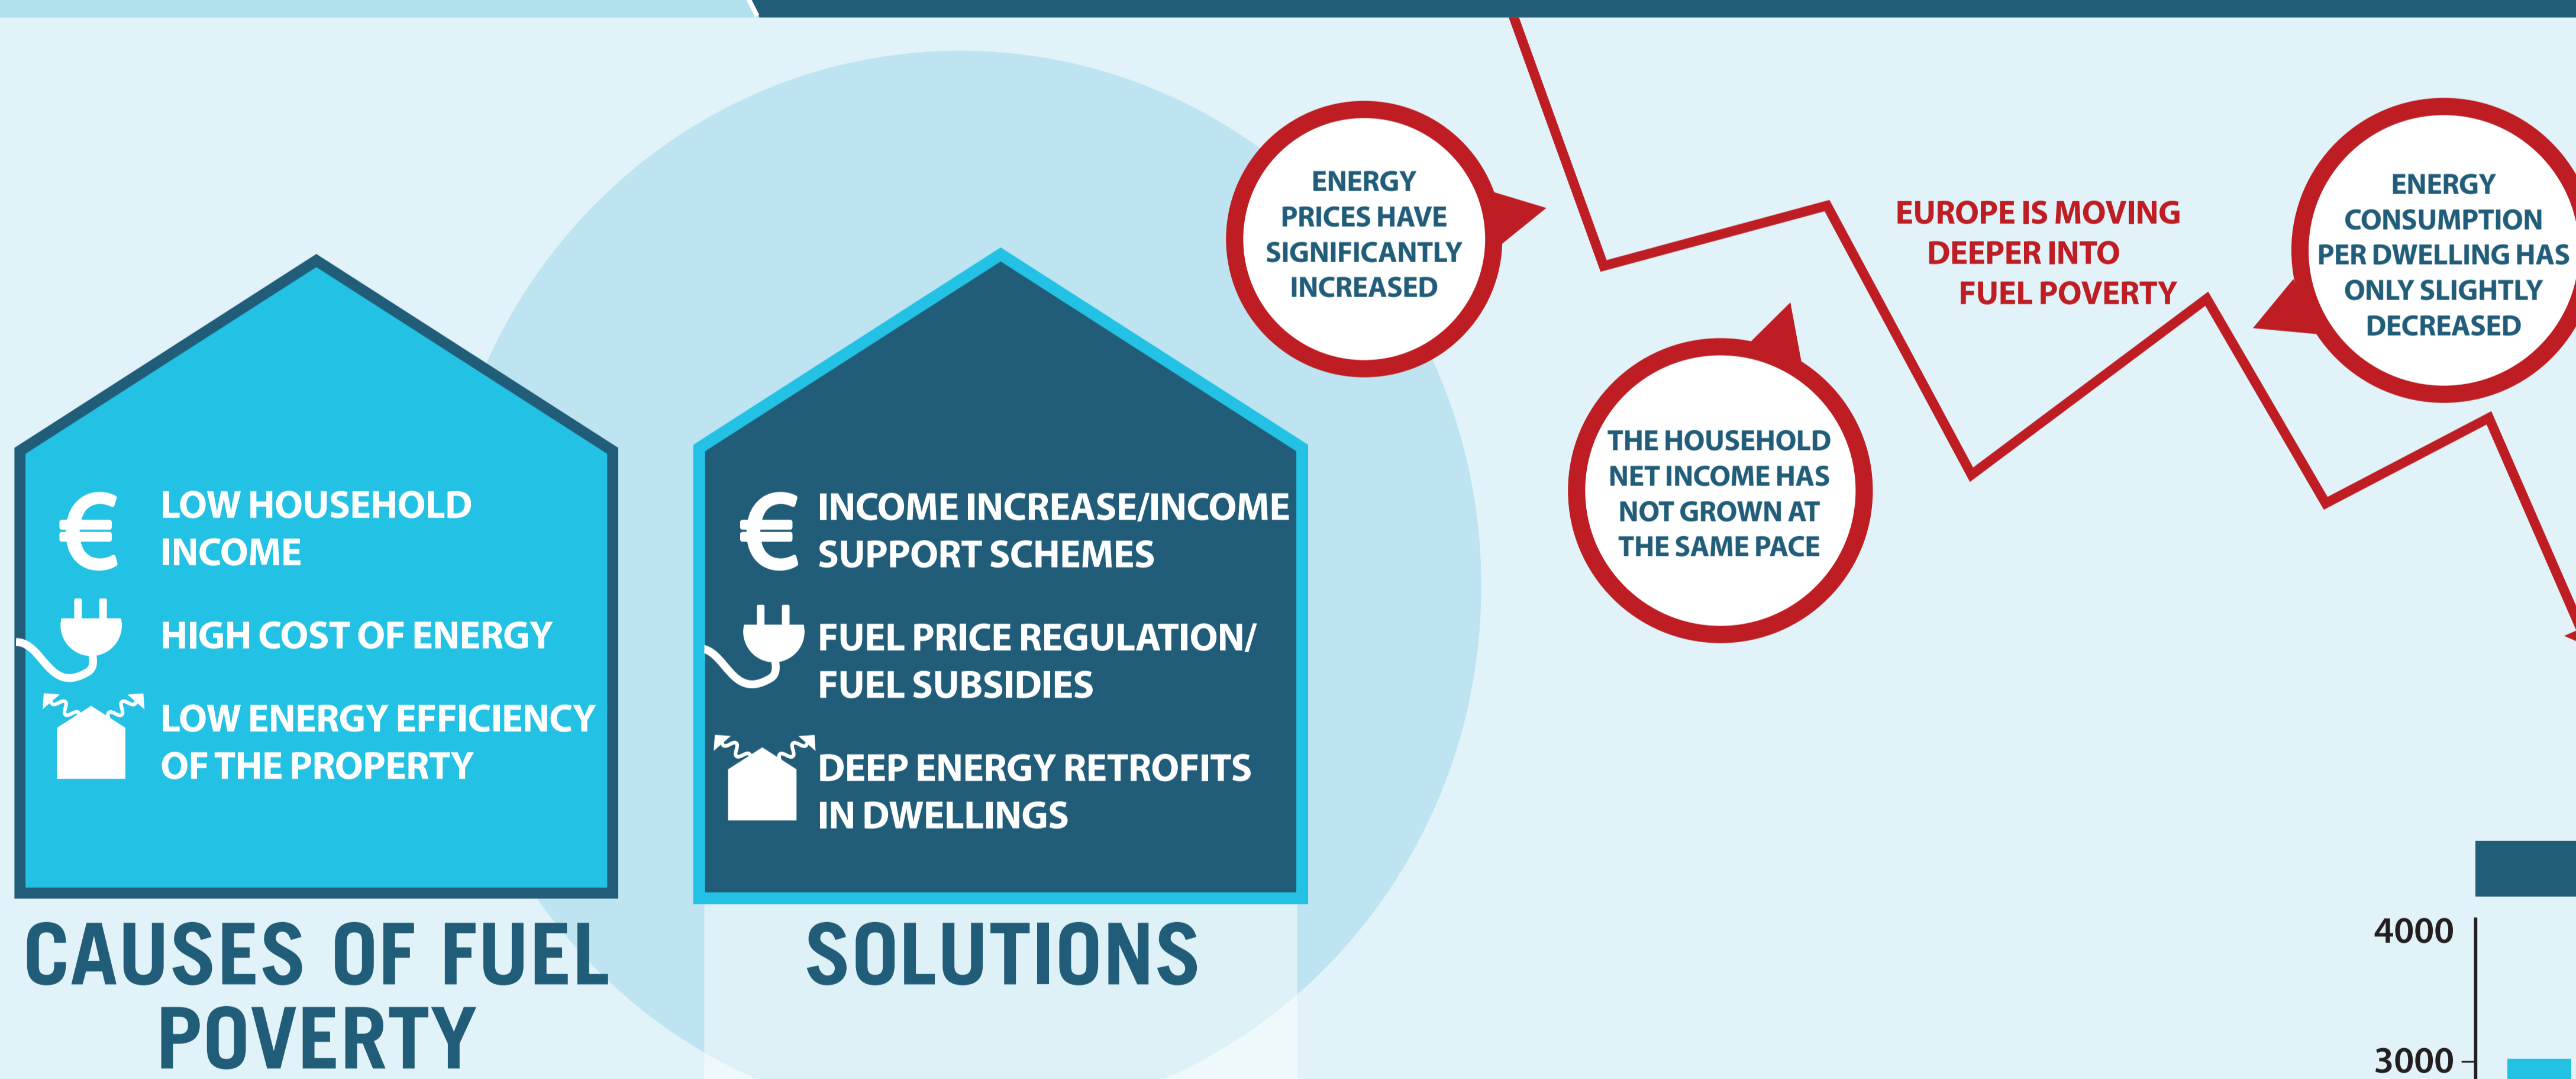 LOW HOUSEHOLD
INCOME
HIGH COST OF ENERGY
LOW ENERGY EFFICIENCY
OF THE PROPERTY
CAUSES OF FUEL
POVERTY
€
INCOME INCREASE/INCOME
SUPPORT SCHEMES
FUEL PRICE REGULATION/
FUEL SUBSIDIES
DEEP ENERGY RETROFITS
IN DWELLINGS
SOLUTIONS
€
ENERGY
PRICES HAVE
SIGNIFICANTLY
INCREASED
THE HOUSEHOLD
NET INCOME HAS
NOT GROWN AT
THE SAME PACE
EUROPE IS MOVING
DEEPER INTO
FUEL POVERTY
ENERGY
CONSUMPTION
PER DWELLING HAS
ONLY SLIGHTLY
DECREASED
4000
3000